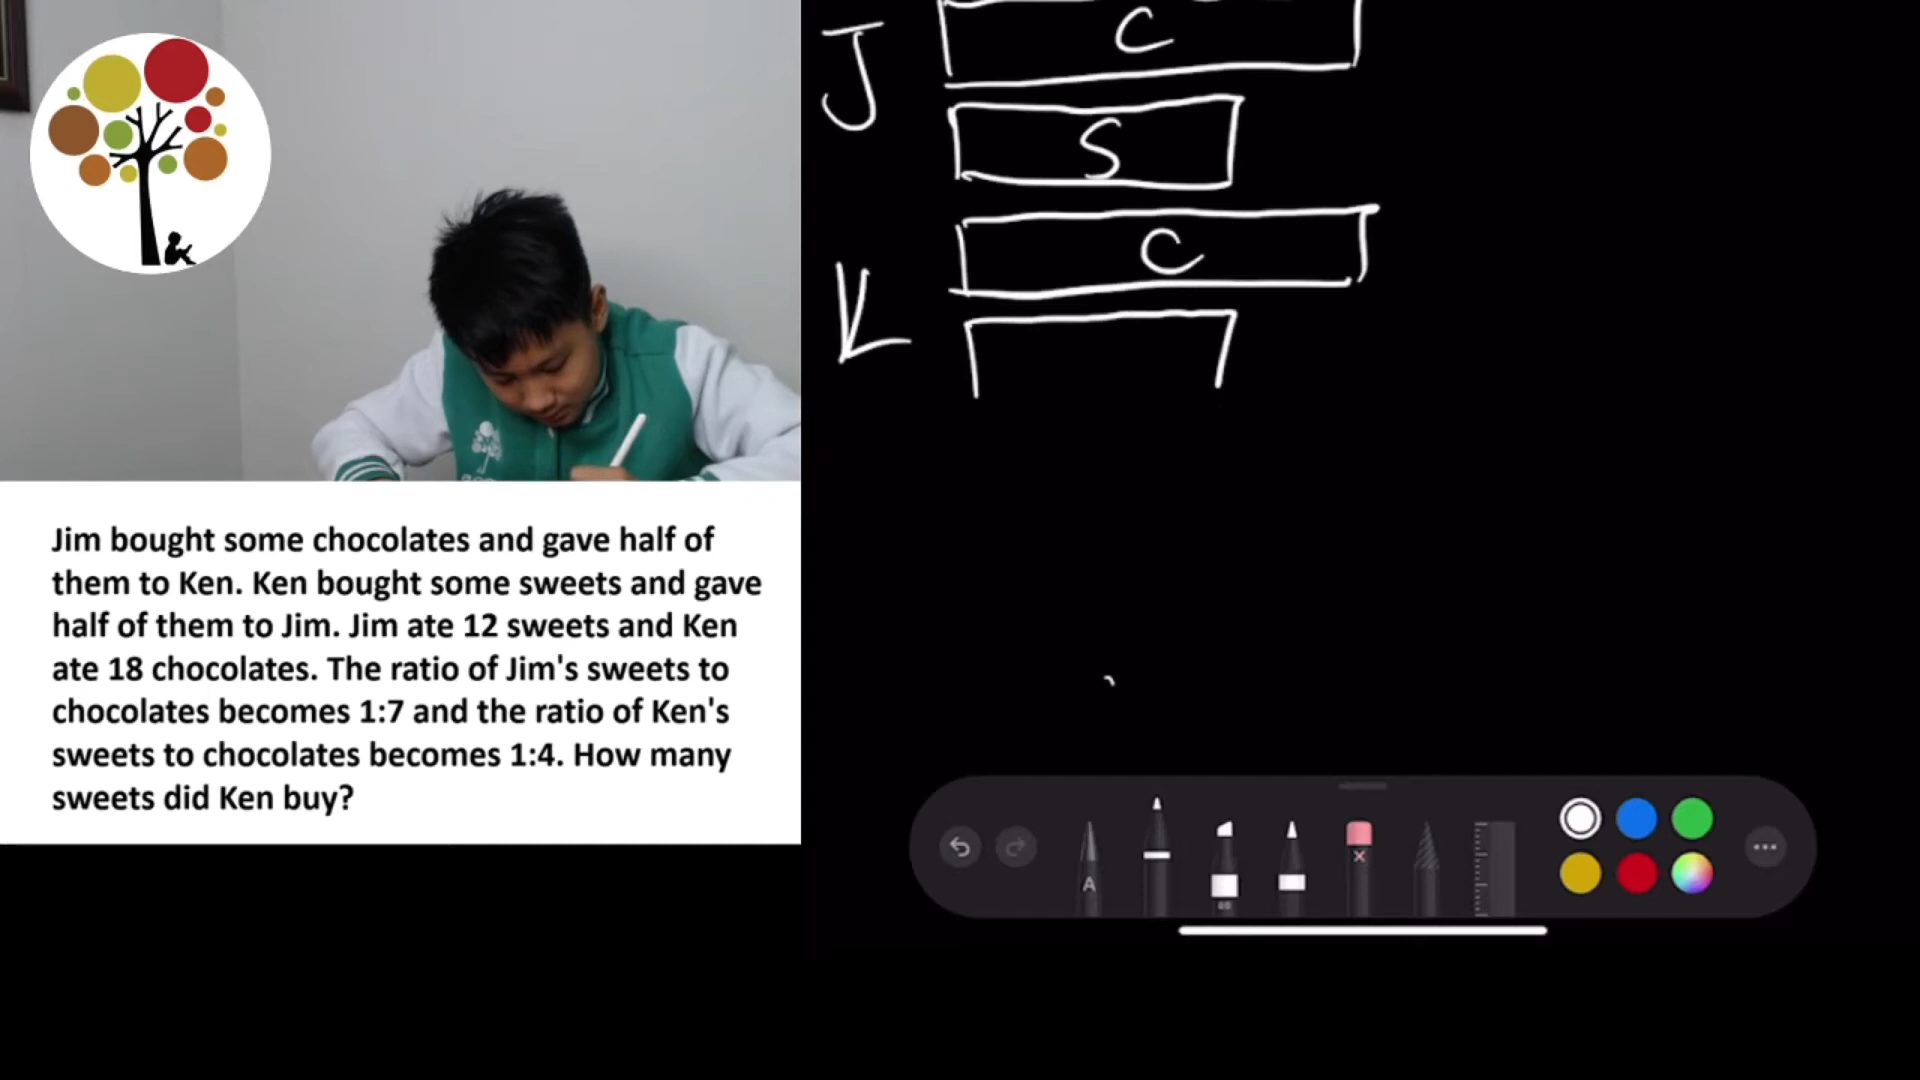 J
C
S
K
C
Jim bought some chocolates and gave half of
them to Ken. Ken bought some sweets and gave
half of them to Jim. Jim ate 12 sweets and Ken
ate 18 chocolates. The ratio of Jim's sweets to
chocolates becomes 1:7 and the ratio of Ken's
sweets to chocolates becomes 1:4. How many
sweets did Ken buy?
A